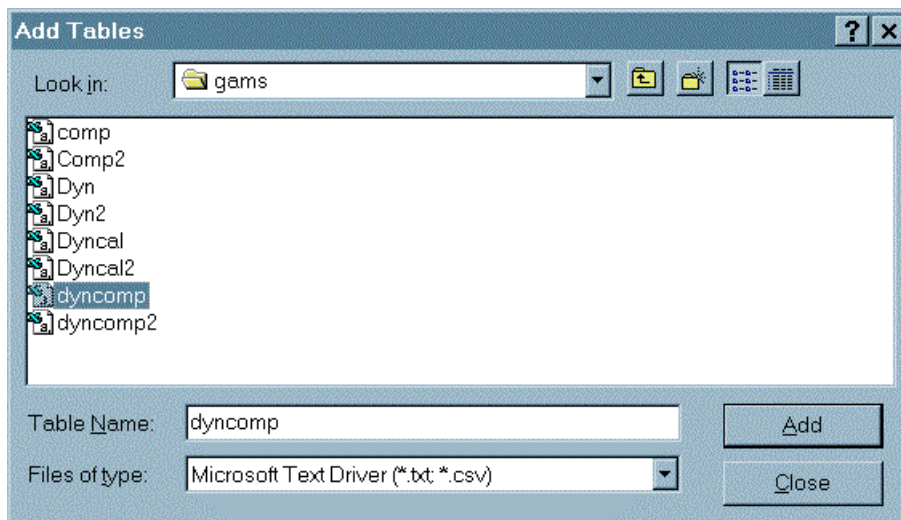 Add Tables
Look in: gams
comp
Comp2
Dyn
Dyn2
Dyncal
Dyncal2
dyncomp
dyncomp2
Table Name: dyncomp Add
Files of type: Microsoft Text Driver (*.txt; *.csv) Close